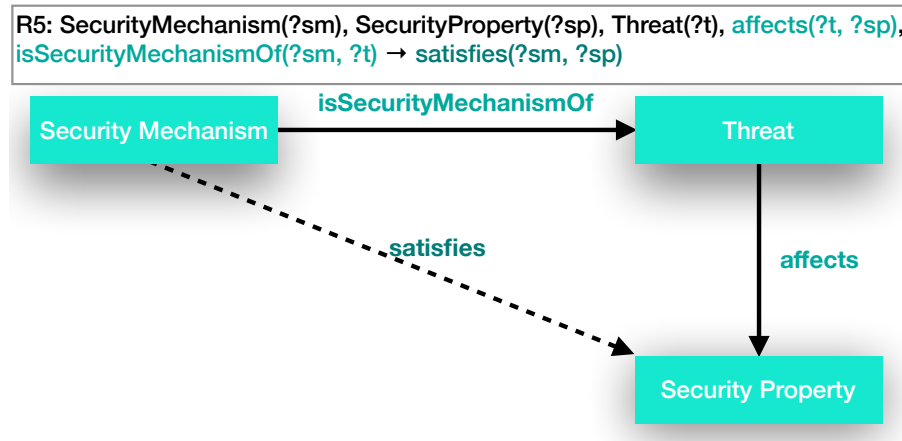 R5: SecurityMechanism(?sm), SecurityProperty(?sp), Threat(?t), affects(?t, ?sp),
isSecurityMechanismOf(?sm, ?t) → satisfies(?sm, ?sp)
isSecurityMechanismOf
Security Mechanism
Threat
satisfies
affects
Security Property